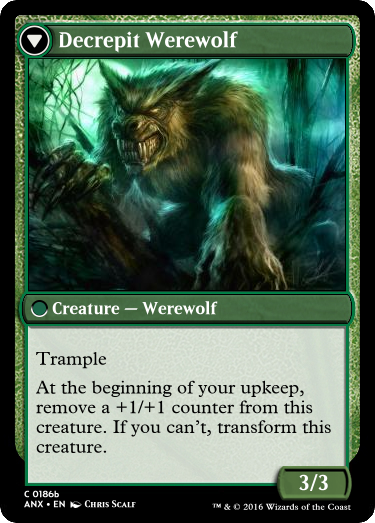 Decrepit Werewolf
Creature — Werewolf
Trample
At the beginning of your upkeep,
remove a +1/+1 counter from this
creature. If you can't, transform this
creature.
3/3
C 0186b
ANX • EN Chris Scalf
™ & © 2016 Wizards of the Coast